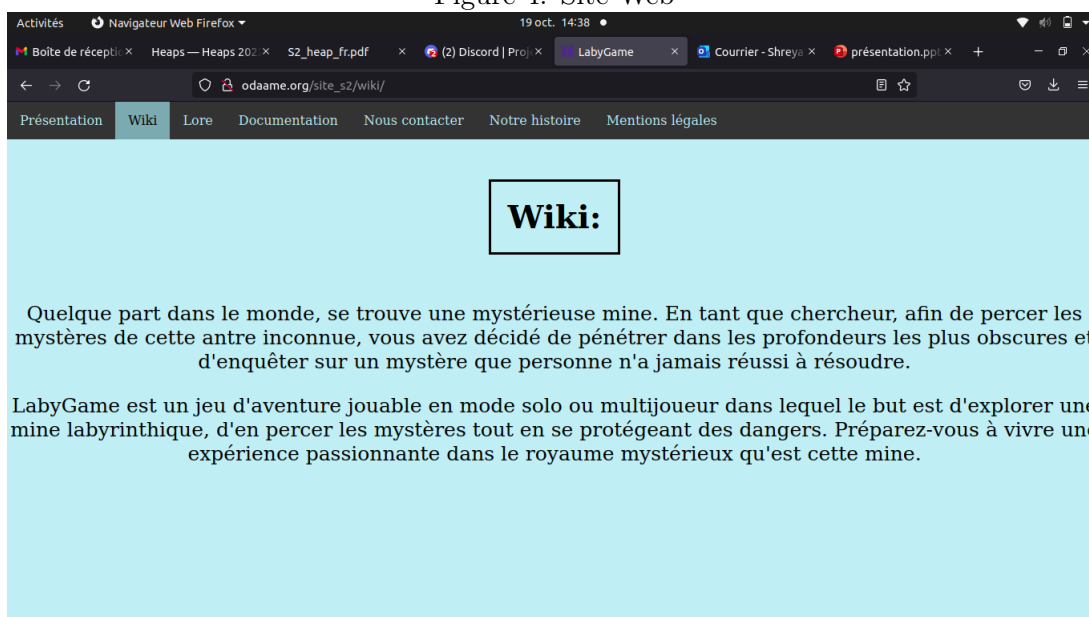 Figure 4: Site Web
Activités Navigateur Web Firefox 19 oct. 14:38
Boîte de récepti Heaps — Heaps 202 S2_heap_fr.pdf (2) Discord | Proj LabyGame Courrier - Shreya présentation.ppt
odaame.org/site_s2/wiki/
Présentation Wiki Lore Documentation Nous contacter Notre histoire Mentions légales
Wiki:
Quelque part dans le monde, se trouve une mystérieuse mine. En tant que chercheur, afin de percer les
mystères de cette antre inconnue, vous avez décidé de pénétrer dans les profondeurs les plus obscures et
d'enquêter sur un mystère que personne n'a jamais réussi à résoudre.
LabyGame est un jeu d'aventure jouable en mode solo ou multijoueur dans lequel le but est d'explorer une
mine labyrinthique, d'en percer les mystères tout en se protégeant des dangers. Préparez-vous à vivre une
expérience passionnante dans le royaume mystérieux qu'est cette mine.